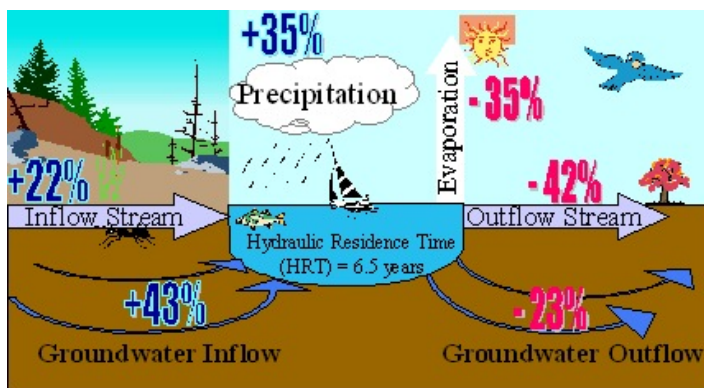 +35%
Precipitation
Evaporation
- 35%
+22%
- 42%
Inflow Stream
Outflow Stream
Hydraulic Residence Time
(HRT) = 6.5 years
+43%
- 23%
Groundwater Inflow
Groundwater Outflow